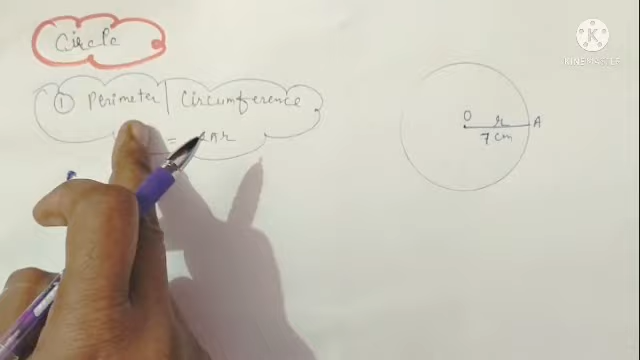 Circle
K
KINEMASTER
① Perimeter | Circumference
= 2πr
O r A
7 cm